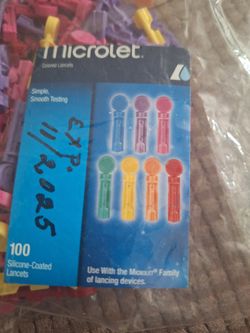 microlet®
Colored Lancets
Simple,
Smooth Testing
EXP.
11/2025
100
Silicone-Coated
Lancets
Use With the Microlet® Family
of lancing devices.